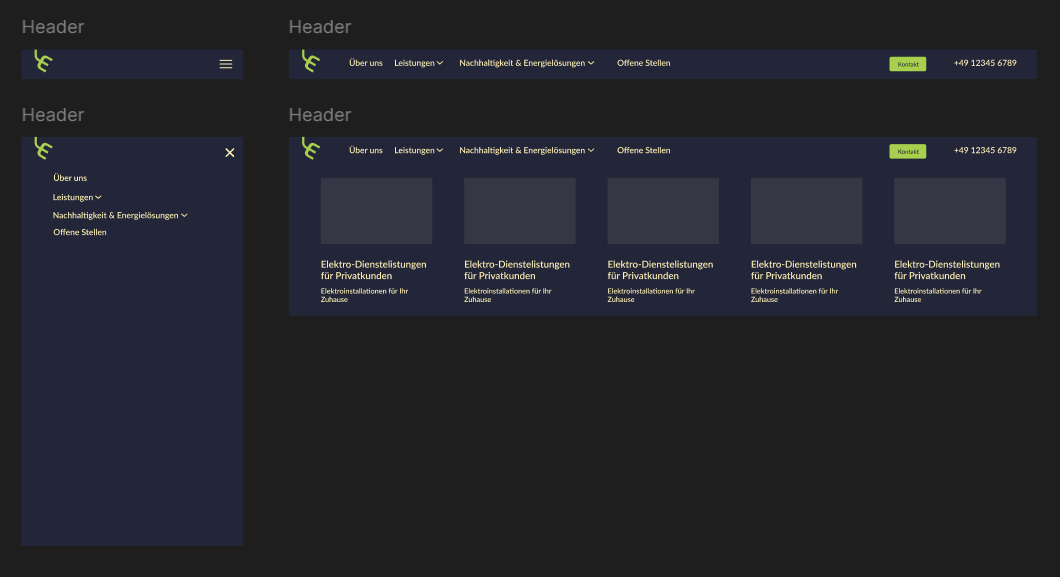 Header
Header
Über uns Leistungen Nachhaltigkeit & Energielösungen Offene Stellen Kontakt +49 12345 6789
Header
Über uns
Leistungen
Nachhaltigkeit & Energielösungen
Offene Stellen
Header
Über uns Leistungen Nachhaltigkeit & Energielösungen Offene Stellen Kontakt +49 12345 6789
Elektro-Dienstelistungen
für Privatkunden
Elektroinstallationen für Ihr
Zuhause
Elektro-Dienstelistungen
für Privatkunden
Elektroinstallationen für Ihr
Zuhause
Elektro-Dienstelistungen
für Privatkunden
Elektroinstallationen für Ihr
Zuhause
Elektro-Dienstelistungen
für Privatkunden
Elektroinstallationen für Ihr
Zuhause
Elektro-Dienstelistungen
für Privatkunden
Elektroinstallationen für Ihr
Zuhause